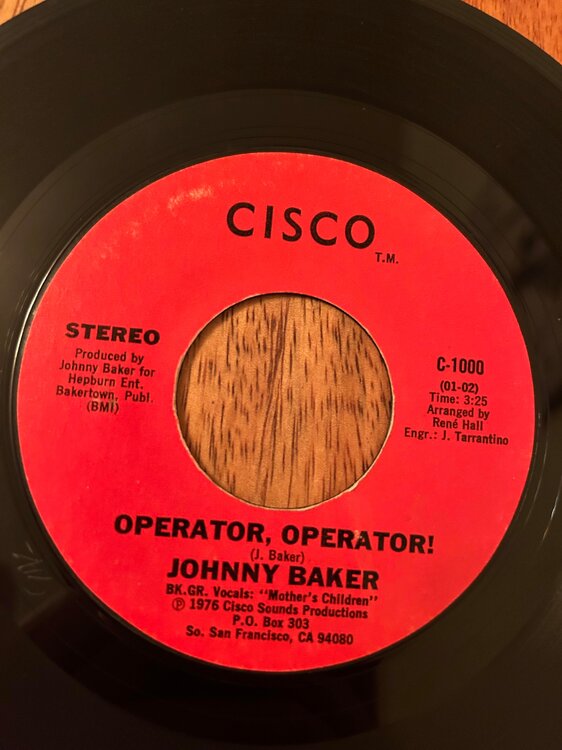 CISCO
T.M.
STEREO
Produced by
Johnny Baker for
Hepburn Ent.
Bakertown, Publ.
(BMI)
C-1000
(01-02)
Time: 3:25
Arranged by
René Hall
Engr.: J. Tarrantino
OPERATOR, OPERATOR!
(J. Baker)
JOHNNY BAKER
BK.GR. Vocals: "Mother's Children"
℗ 1976 Cisco Sounds Productions
P.O. Box 303
So. San Francisco, CA 94080